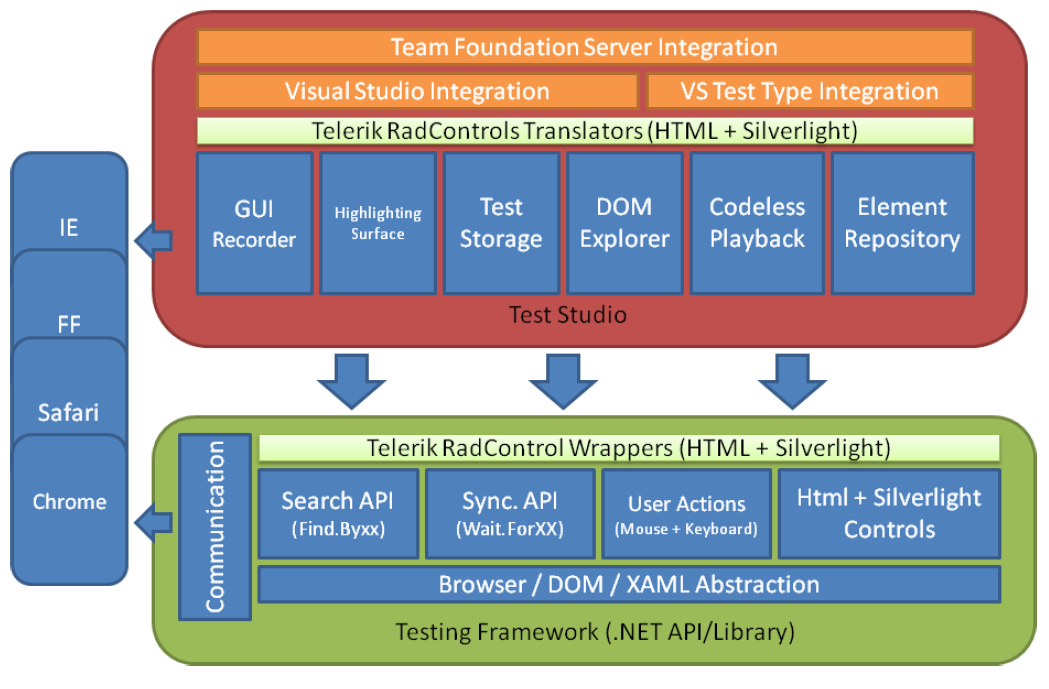 Team Foundation Server Integration
Visual Studio Integration
VS Test Type Integration
Telerik RadControls Translators (HTML + Silverlight)
GUI
Recorder
Highlighting
Surface
Test
Storage
DOM
Explorer
Codeless
Playback
Element
Repository
Test Studio
IE
FF
Safari
Chrome
Communication
Telerik RadControl Wrappers (HTML + Silverlight)
Search API
(Find.Byxx)
Sync. API
(Wait.ForXX)
User Actions
(Mouse + Keyboard)
Html + Silverlight
Controls
Browser / DOM / XAML Abstraction
Testing Framework (.NET API/Library)